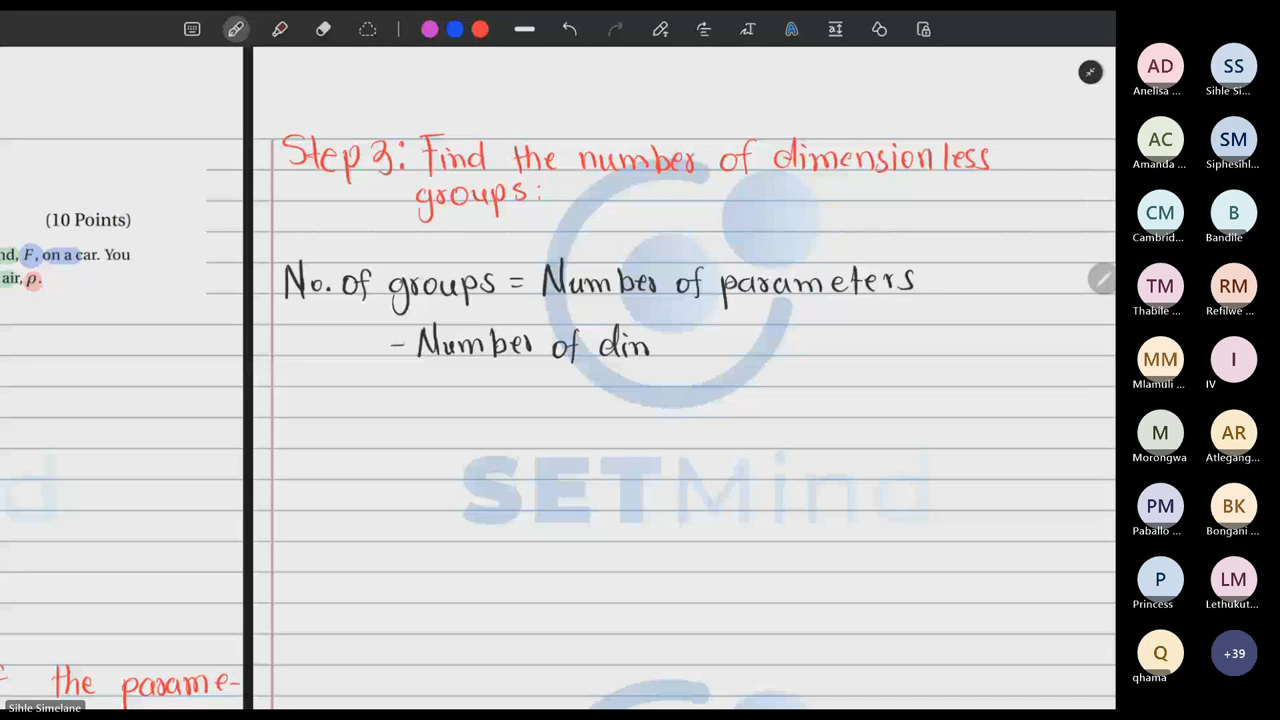 Step 3: Find the number of dimensionless
groups:
(10 Points)
nd, F, on a car. You
air, ρ.
No. of groups = Number of parameters
- Number of dim
SETMind
d
the parame-
Sihle Simelane
AD
Anelisa ...
SS
Sihle Si...
AC
Amanda ...
SM
Siphesihl...
CM
Cambrid...
B
Bandile
TM
Thabile ...
RM
Refilwe ...
MM
Mlamuli ...
I
IV
M
Morongwa
AR
Atlegang...
PM
Paballo ...
BK
Bongani ...
P
Princess
LM
Lethukut...
Q
qhama
+39